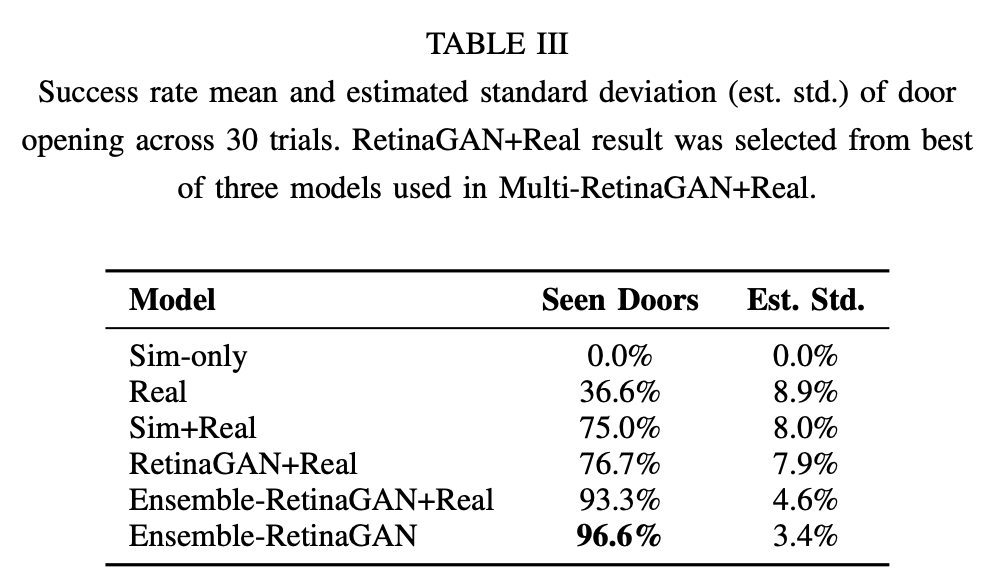 TABLE III
Success rate mean and estimated standard deviation (est. std.) of door
opening across 30 trials. RetinaGAN+Real result was selected from best
of three models used in Multi-RetinaGAN+Real.
Model Seen Doors Est. Std.
Sim-only 0.0% 0.0%
Real 36.6% 8.9%
Sim+Real 75.0% 8.0%
RetinaGAN+Real 76.7% 7.9%
Ensemble-RetinaGAN+Real 93.3% 4.6%
Ensemble-RetinaGAN 96.6% 3.4%